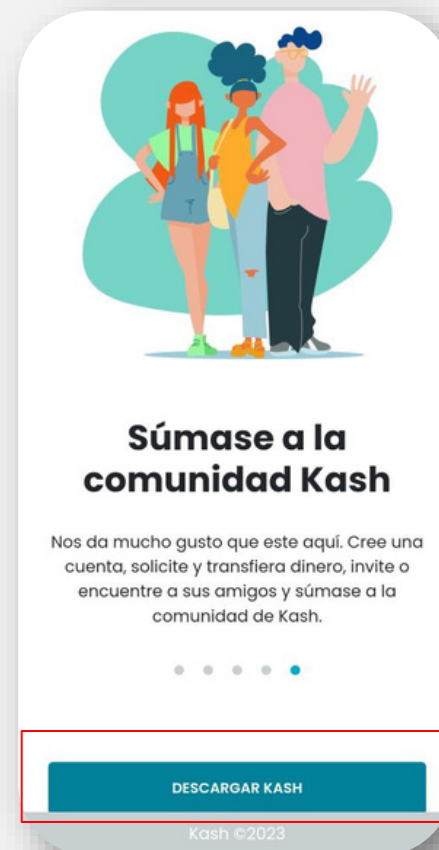 Súmase a la
comunidad Kash
Nos da mucho gusto que este aquí. Cree una
cuenta, solicite y transfiera dinero, invite o
encuentre a sus amigos y súmase a la
comunidad de Kash.
DESCARGAR KASH
Kash ©2023